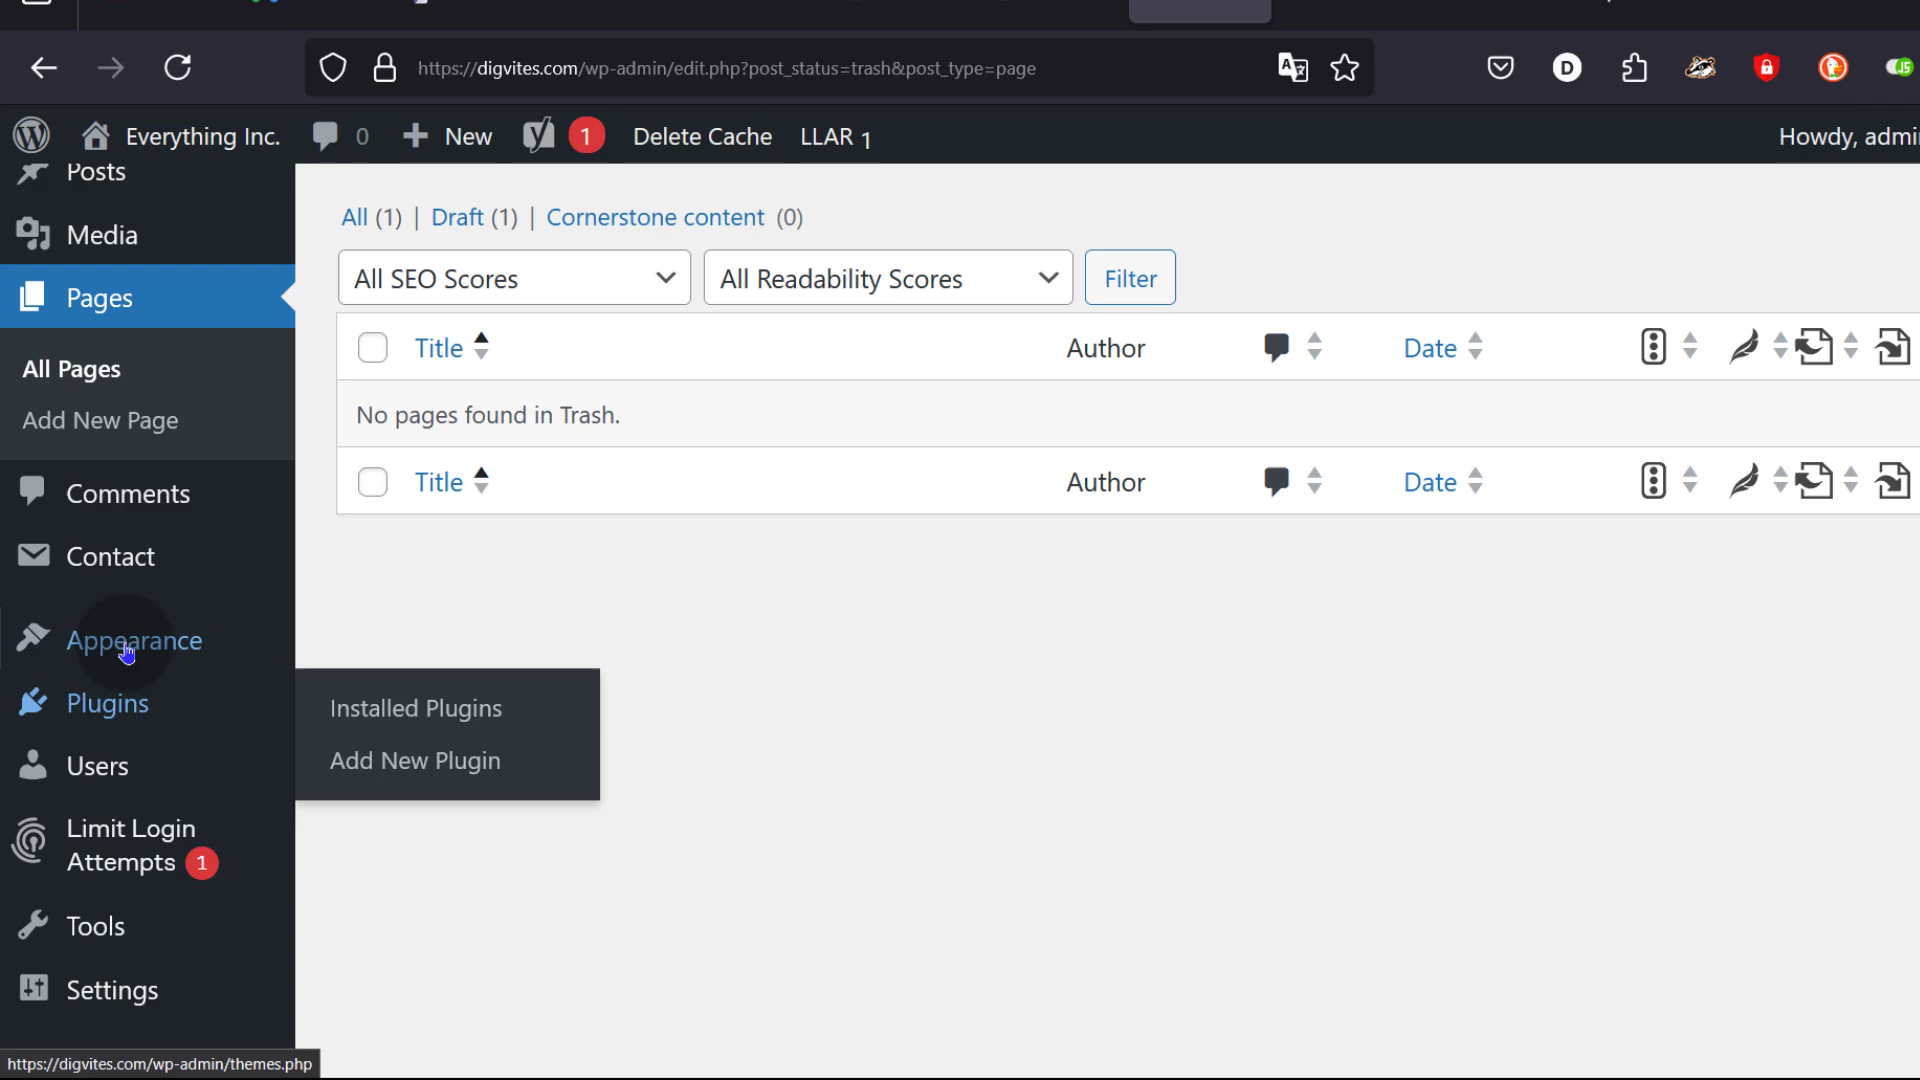 https://digvites.com/wp-admin/edit.php?post_status=trash&post_type=page
D
JS
Everything Inc.
0
New
1
Delete Cache
LLAR 1
Howdy, admi
Posts
Media
Pages
All Pages
Add New Page
Comments
Contact
Appearance
Plugins
Users
Limit Login
Attempts 1
Tools
Settings
All (1) | Draft (1) | Cornerstone content (0)
All SEO Scores
All Readability Scores
Filter
Title
Author
Date
No pages found in Trash.
Title
Author
Date
Installed Plugins
Add New Plugin
https://digvites.com/wp-admin/themes.php